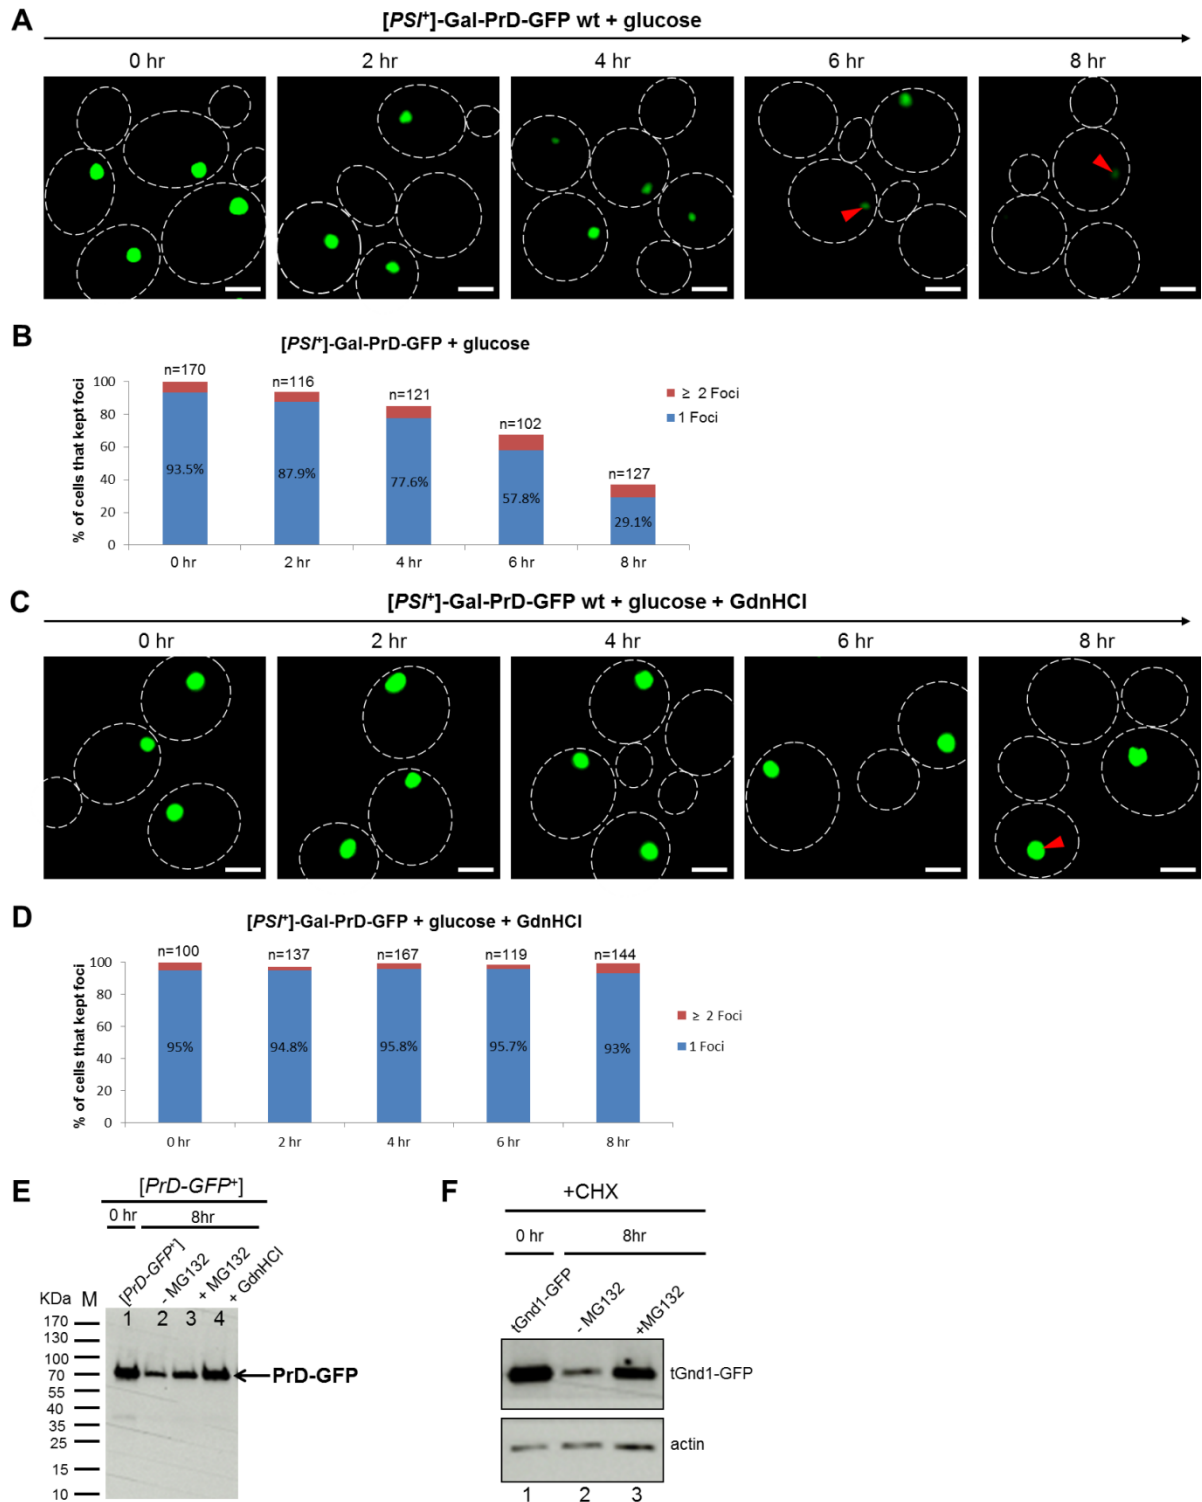 A
[PSI+]-Gal-PrD-GFP wt + glucose
0 hr 2 hr 4 hr 6 hr 8 hr
B
[PSI+]-Gal-PrD-GFP + glucose
% of cells that kept foci
100
80
60
40
20
0
n=170 n=116 n=121 n=102 n=127
93.5% 87.9% 77.6% 57.8% 29.1%
0 hr 2 hr 4 hr 6 hr 8 hr
≥ 2 Foci
1 Foci
C
[PSI+]-Gal-PrD-GFP wt + glucose + GdnHCl
0 hr 2 hr 4 hr 6 hr 8 hr
D
[PSI+]-Gal-PrD-GFP + glucose + GdnHCl
% of cells that kept foci
100
80
60
40
20
0
n=100 n=137 n=167 n=119 n=144
95% 94.8% 95.8% 95.7% 93%
0 hr 2 hr 4 hr 6 hr 8 hr
≥ 2 Foci
1 Foci
E
[PrD-GFP+]
0 hr 8hr
[PrD-GFP+] - MG132 + MG132 + GdnHCl
KDa M 1 2 3 4
170
130
100
70
55
40
35
25
15
10
PrD-GFP
F
+CHX
0 hr 8hr
tGnd1-GFP - MG132 +MG132
tGnd1-GFP
actin
1 2 3